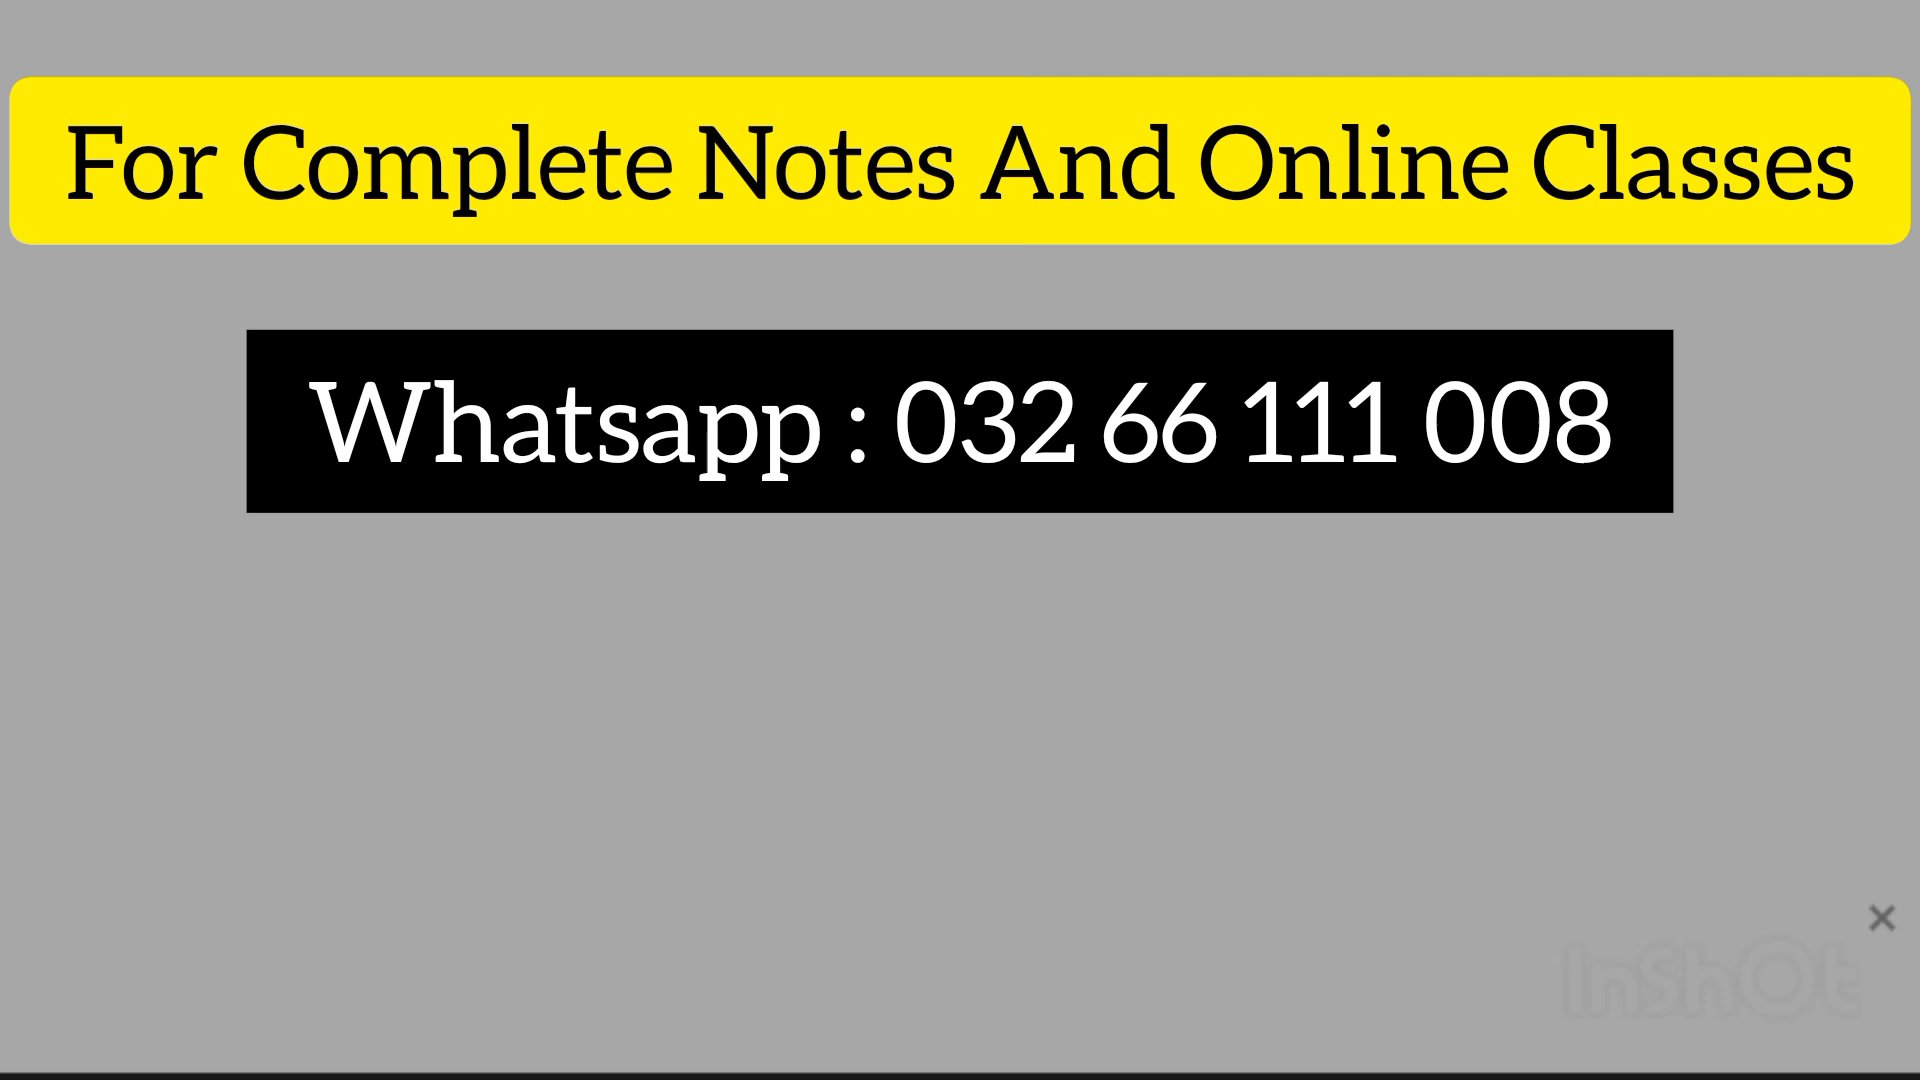 For Complete Notes And Online Classes
Whatsapp : 032 66 111 008
InShOt